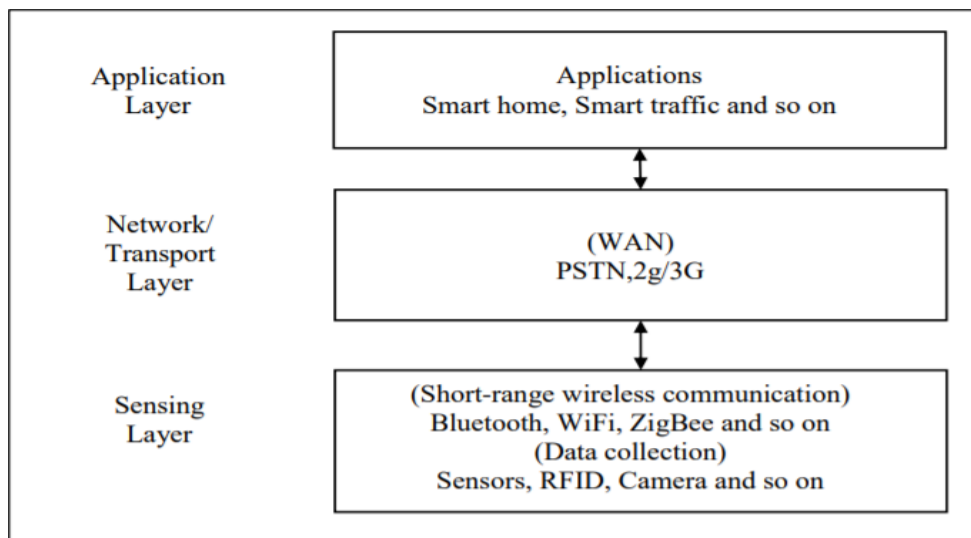 Application
Layer
Applications
Smart home, Smart traffic and so on
Network/
Transport
Layer
(WAN)
PSTN,2g/3G
Sensing
Layer
(Short-range wireless communication)
Bluetooth, WiFi, ZigBee and so on
(Data collection)
Sensors, RFID, Camera and so on